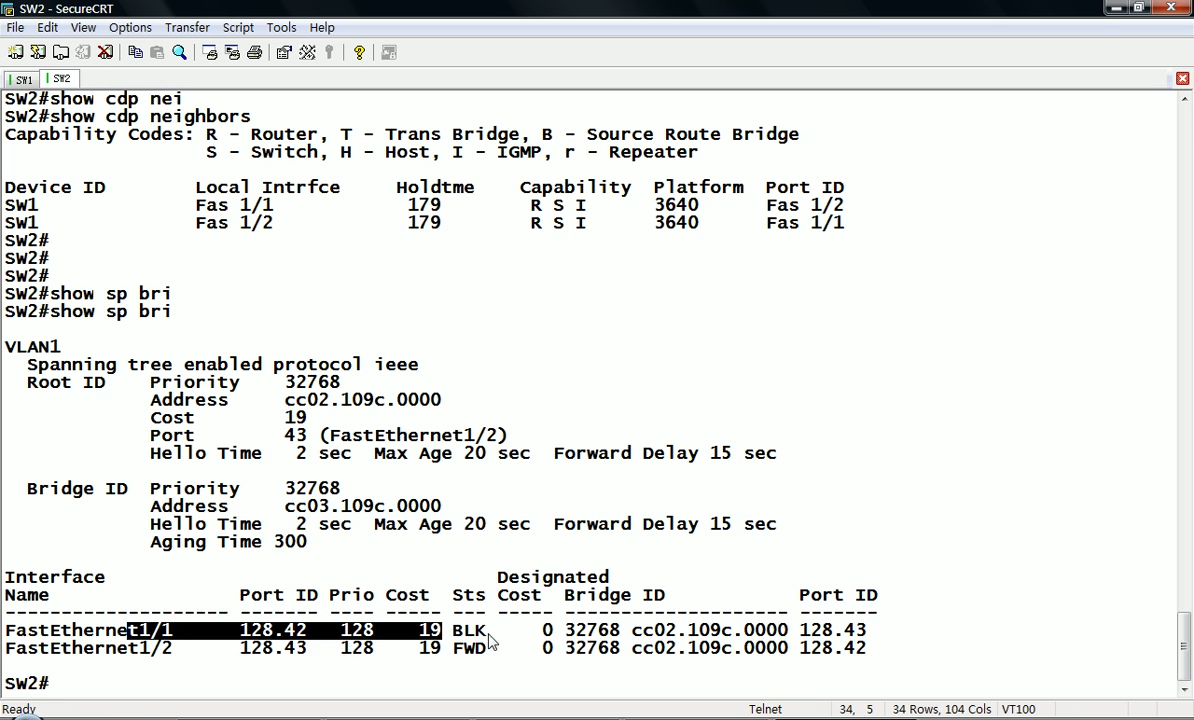 SW2 - SecureCRT
File Edit View Options Transfer Script Tools Help
SW1 SW2
SW2#show cdp nei
SW2#show cdp neighbors
Capability Codes: R - Router, T - Trans Bridge, B - Source Route Bridge
S - Switch, H - Host, I - IGMP, r - Repeater
Device ID Local Intrfce Holdtme Capability Platform Port ID
SW1 Fas 1/1 179 R S I 3640 Fas 1/2
SW1 Fas 1/2 179 R S I 3640 Fas 1/1
SW2#
SW2#
SW2#
SW2#show sp bri
SW2#show sp bri
VLAN1
Spanning tree enabled protocol ieee
Root ID Priority 32768
Address cc02.109c.0000
Cost 19
Port 43 (FastEthernet1/2)
Hello Time 2 sec Max Age 20 sec Forward Delay 15 sec
Bridge ID Priority 32768
Address cc03.109c.0000
Hello Time 2 sec Max Age 20 sec Forward Delay 15 sec
Aging Time 300
Interface Designated
Name Port ID Prio Cost Sts Cost Bridge ID Port ID
-------------------- ------- ---- ----- --- ----- -------------------- -------
FastEthernet1/1 128.42 128 19 BLK 0 32768 cc02.109c.0000 128.43
FastEthernet1/2 128.43 128 19 FWD 0 32768 cc02.109c.0000 128.42
SW2#
Ready Telnet 34, 5 34 Rows, 104 Cols VT100